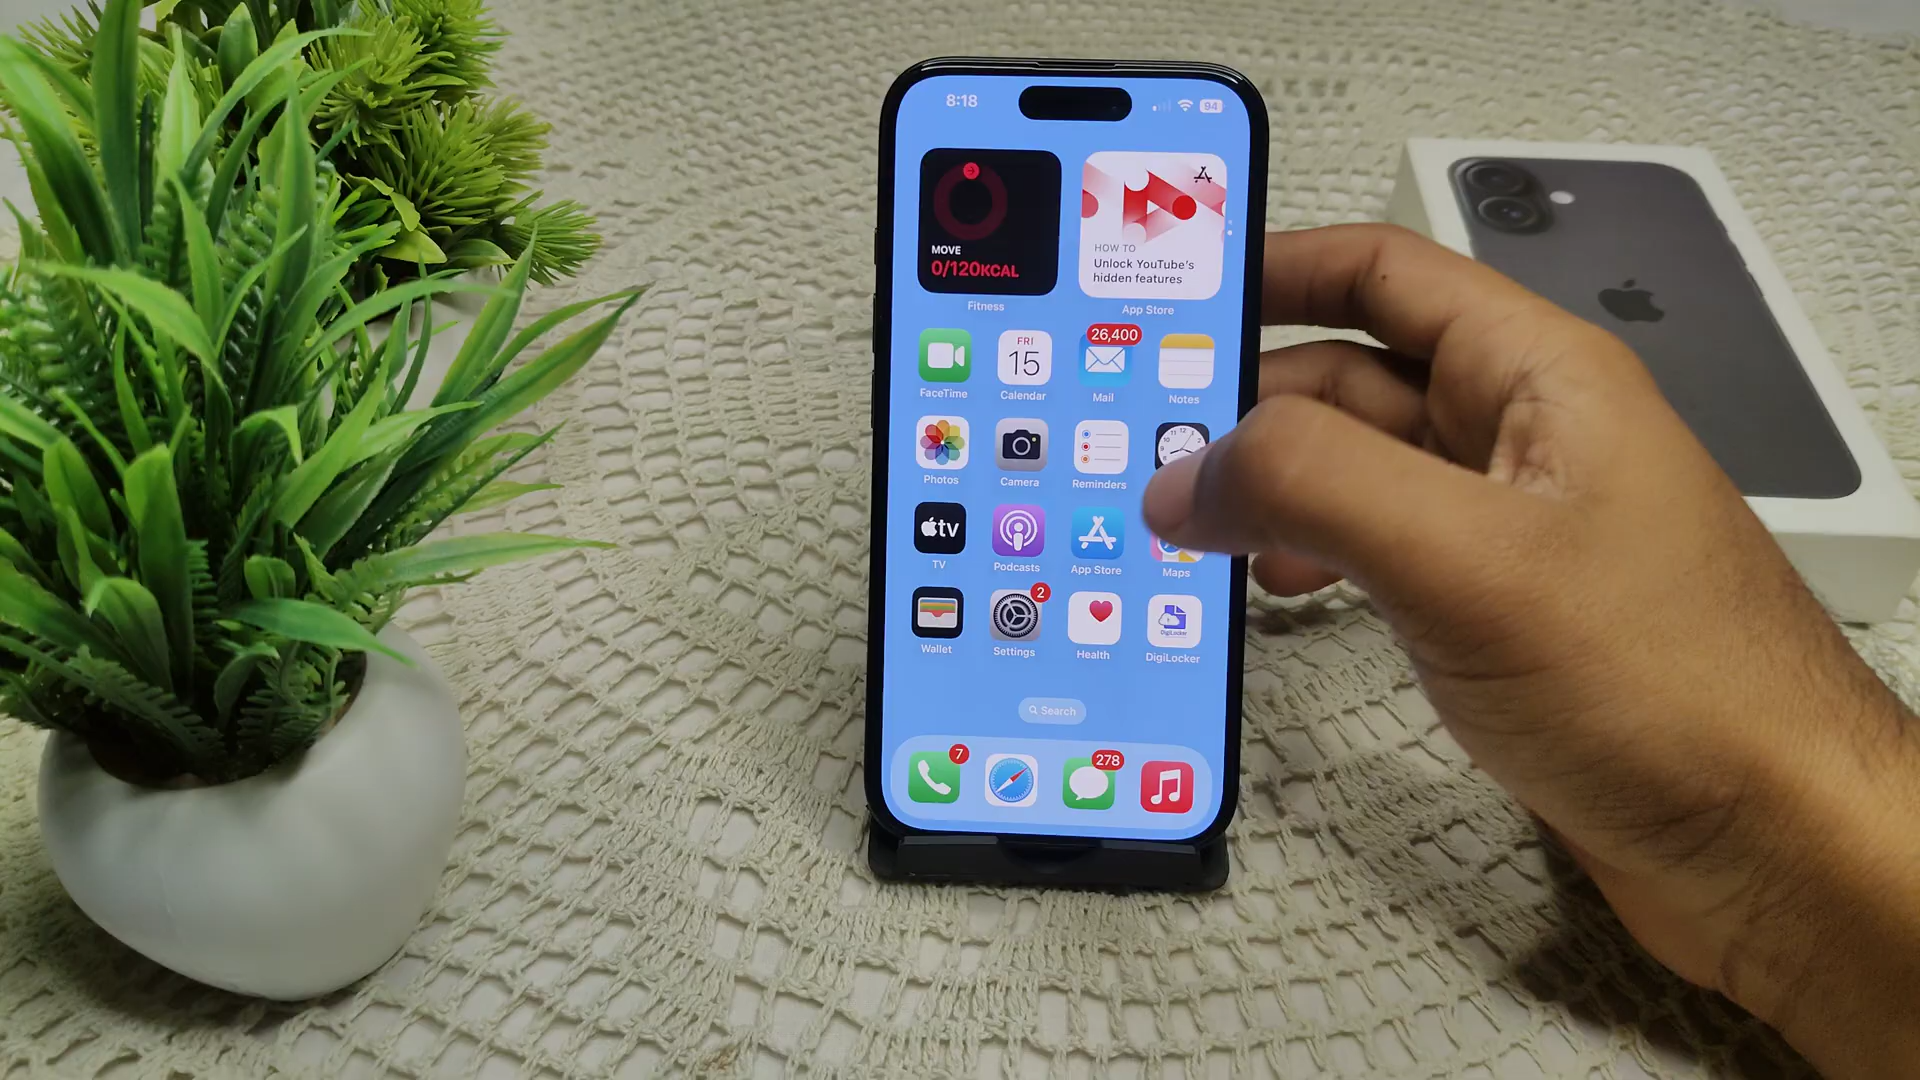 8:18
94
MOVE
0/120KCAL
Fitness
HOW TO
Unlock YouTube's
hidden features
App Store
FaceTime
FRI
15
Calendar
26,400
Mail
Notes
Photos
Camera
Reminders
tv
TV
Podcasts
App Store
Maps
Wallet
2
Settings
Health
DigiLocker
DigiLocker
Search
7
278